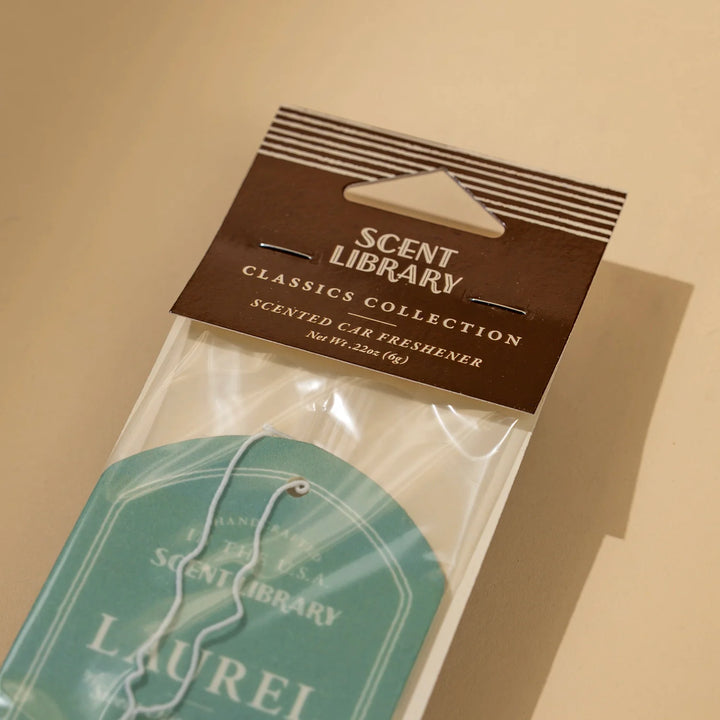 SCENT
LIBRARY
CLASSICS COLLECTION
SCENTED CAR FRESHENER
Net Wt .22oz (6g)
HANDCRAFTED
IN THE U.S.A.
SCENT LIBRARY
LAUREL